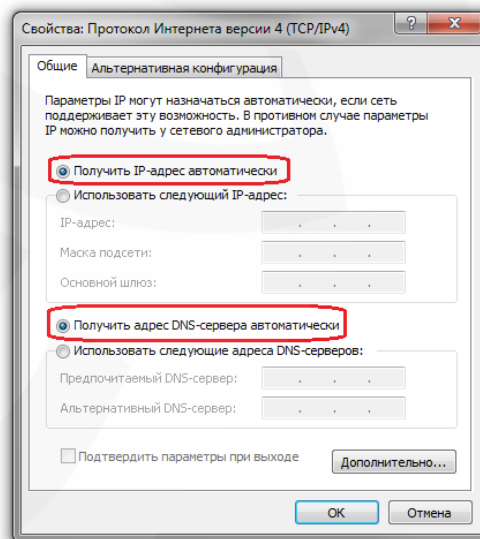 Свойства: Протокол Интернета версии 4 (TCP/IPv4)
Общие
Альтернативная конфигурация
Параметры IP могут назначаться автоматически, если сеть
поддерживает эту возможность. В противном случае параметры
IP можно получить у сетевого администратора.
Получить IP-адрес автоматически
Использовать следующий IP-адрес:
IP-адрес:
Маска подсети:
Основной шлюз:
Получить адрес DNS-сервера автоматически
Использовать следующие адреса DNS-серверов:
Предпочитаемый DNS-сервер:
Альтернативный DNS-сервер:
Подтвердить параметры при выходе
Дополнительно...
ОК
Отмена